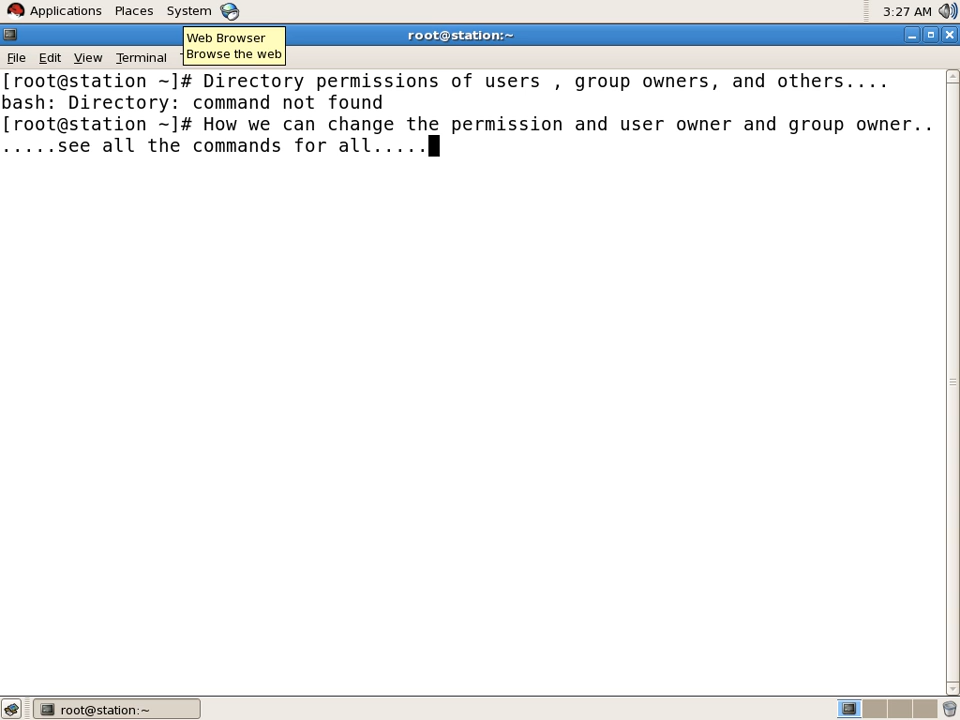 Applications Places System 3:27 AM
root@station:~
Web Browser
Browse the web
File Edit View Terminal
[root@station ~]# Directory permissions of users , group owners, and others....
bash: Directory: command not found
[root@station ~]# How we can change the permission and user owner and group owner..
.....see all the commands for all.....
root@station:~